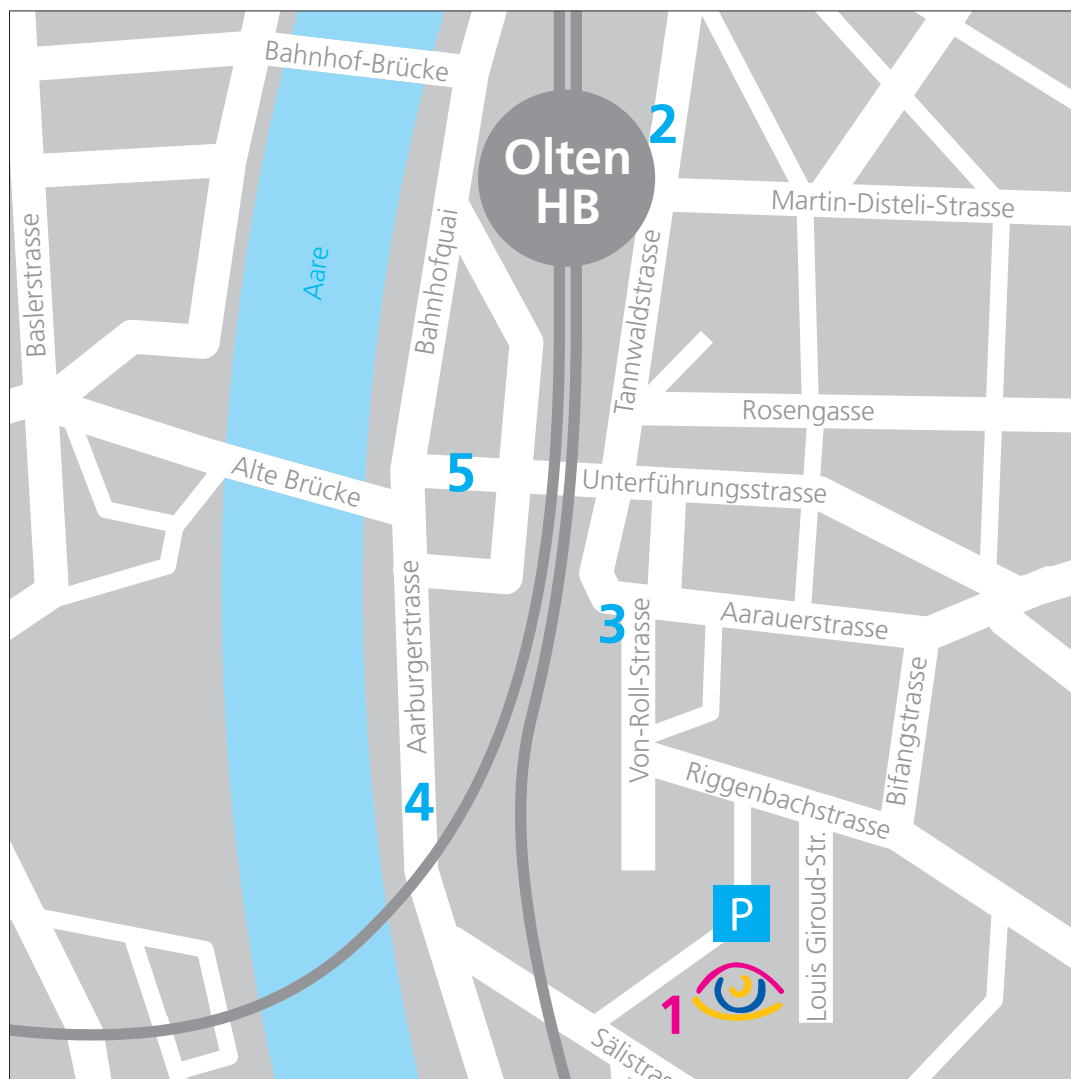 Bahnhof-Brücke
2
Olten
HB
Martin-Disteli-Strasse
Baslerstrasse
Aare
Bahnhofquai
Tannwaldstrasse
Rosengasse
5
Alte Brücke
Unterführungsstrasse
3
Aarauerstrasse
Aarburgerstrasse
Von-Roll-Strasse
Bifangstrasse
Riggenbachstrasse
4
Louis Giroud-Str.
P
1
Sälistras